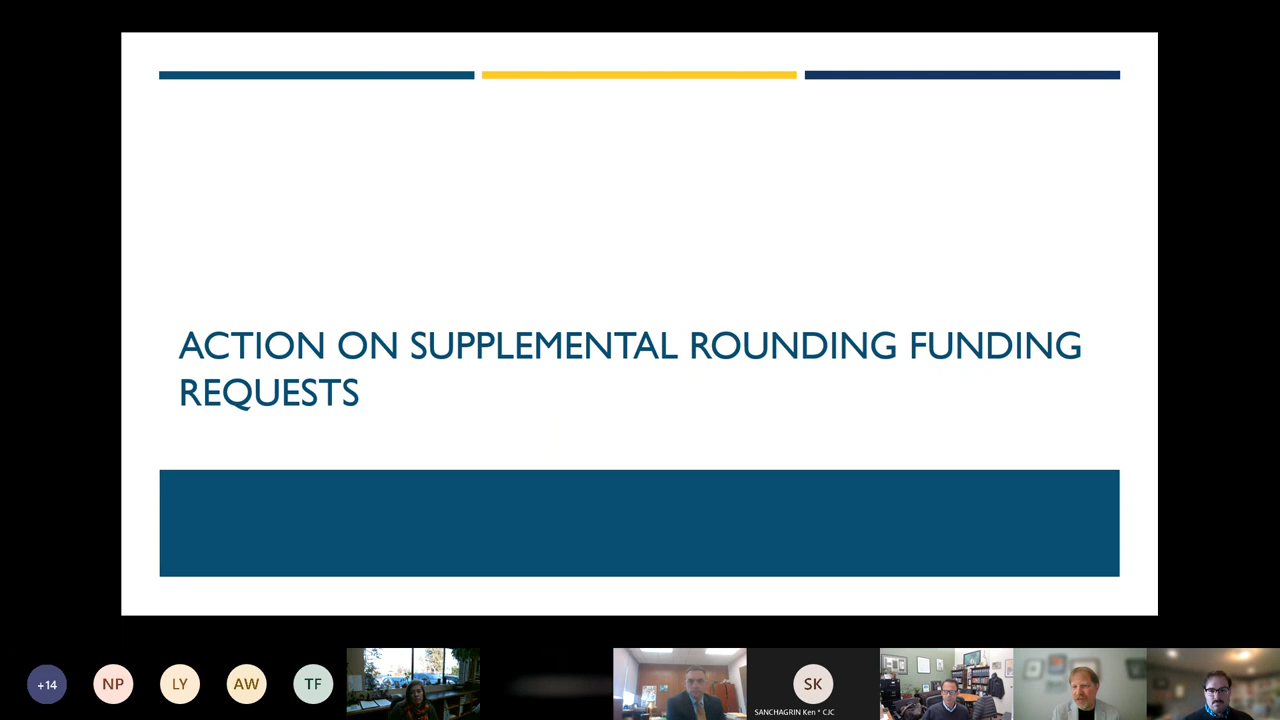 ACTION ON SUPPLEMENTAL ROUNDING FUNDING
REQUESTS
+14
NP
LY
AW
TF
SK
SANCHAGRIN Ken * CJC